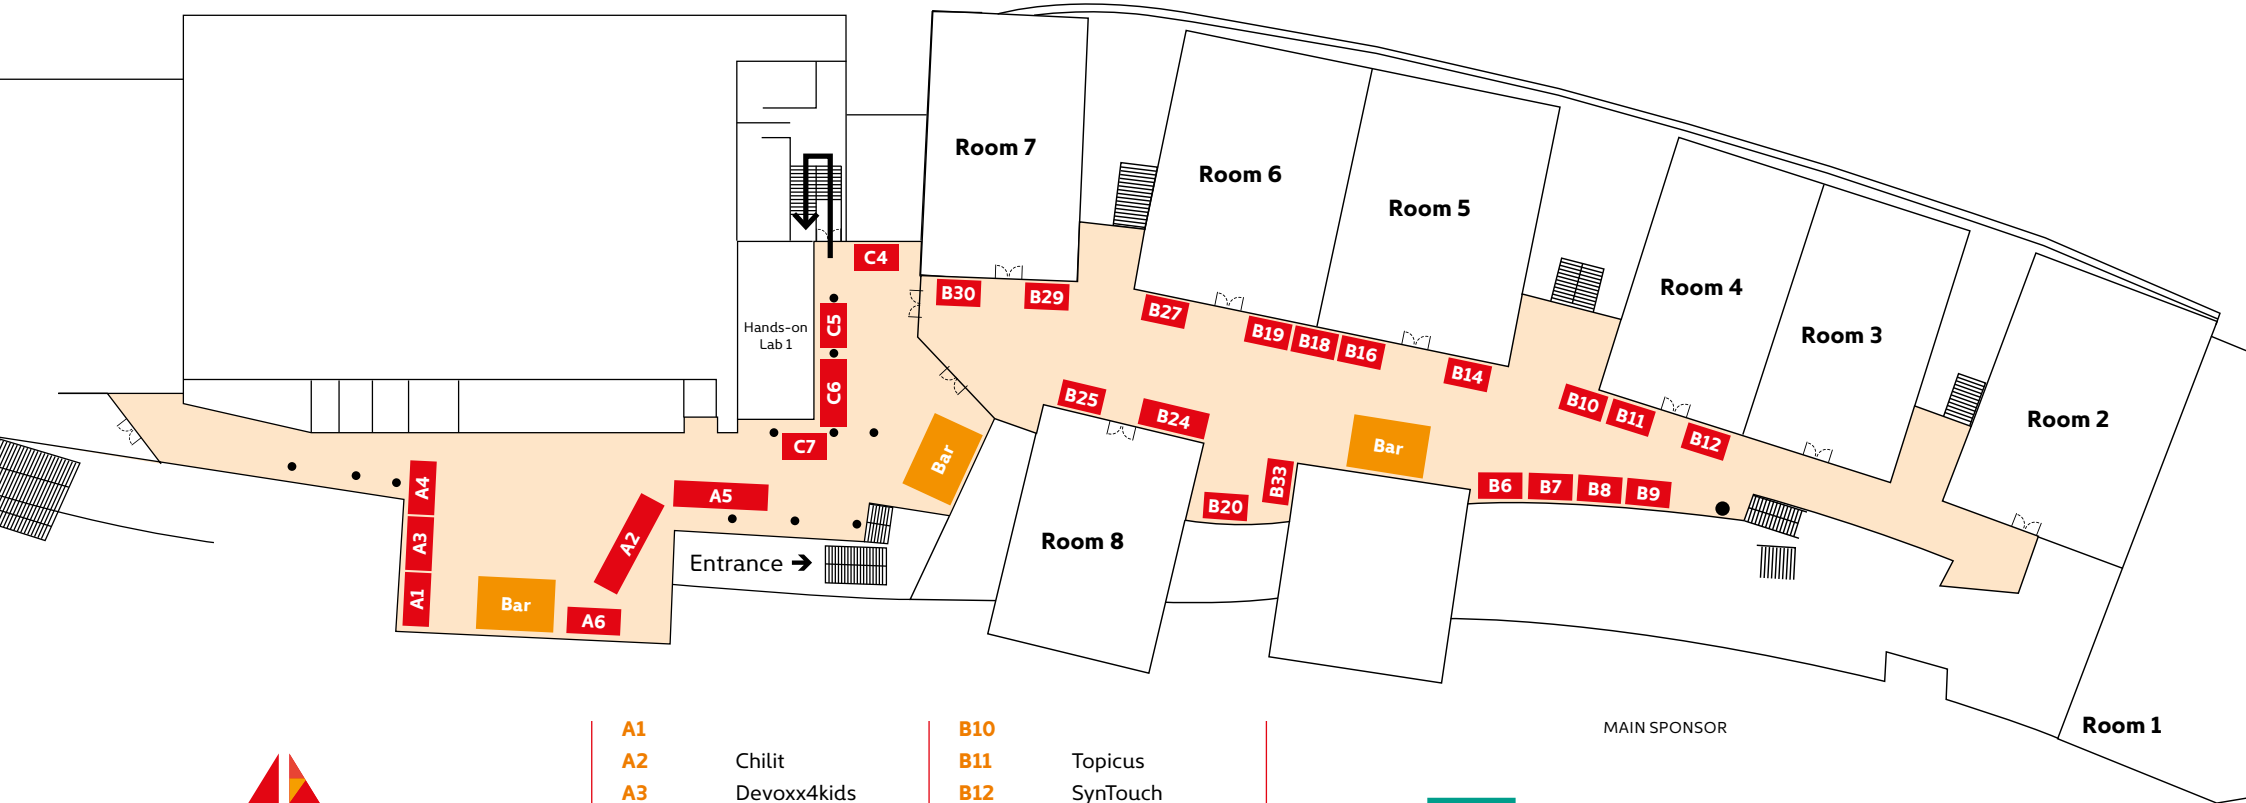 Room 7
Room 6
Room 5
Room 4
Room 3
Room 2
Room 1
Room 8
Hands-on
Lab 1
C4
C5
C6
C7
B30
B29
B27
B19
B18
B16
B14
B10
B11
B12
B25
B24
B33
B20
Bar
B6
B7
B8
B9
Bar
A4
A3
A1
A5
A2
Bar
A6
Entrance →
A1
A2 Chilit
A3 Devoxx4kids
B10
B11 Topicus
B12 SynTouch
MAIN SPONSOR